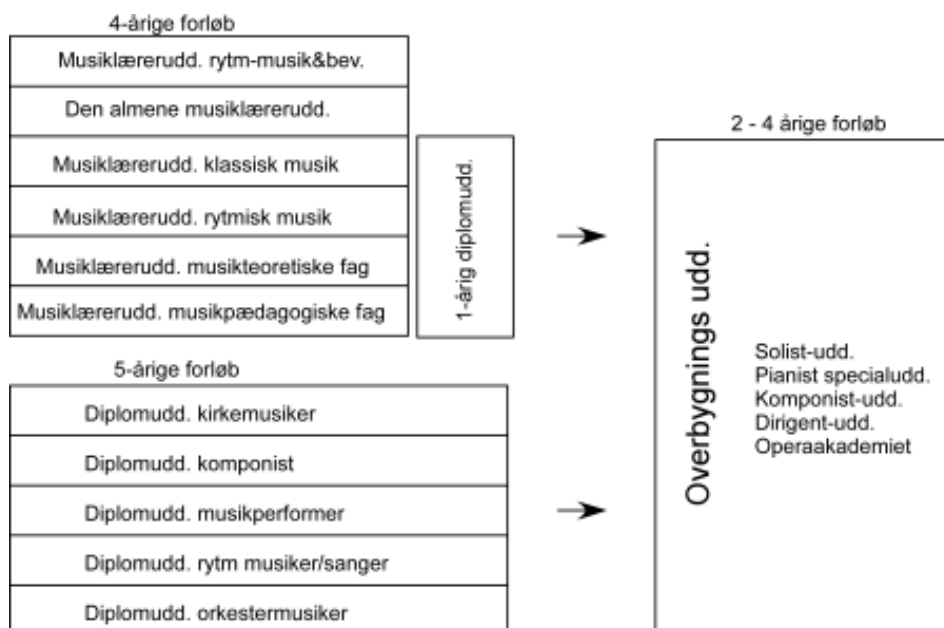 4-årige forløb
Musiklærerudd. rytm-musik&bev.
Den almene musiklærerudd.
Musiklærerudd. klassisk musik
Musiklærerudd. rytmisk musik
Musiklærerudd. musikteoretiske fag
Musiklærerudd. musikpædagogiske fag
1-årig diplomudd.
5-årige forløb
Diplomudd. kirkemusiker
Diplomudd. komponist
Diplomudd. musikperformer
Diplomudd. rytm musiker/sanger
Diplomudd. orkestermusiker
2 - 4 årige forløb
Overbygnings udd.
Solist-udd.
Pianist specialudd.
Komponist-udd.
Dirigent-udd.
Operaakademiet